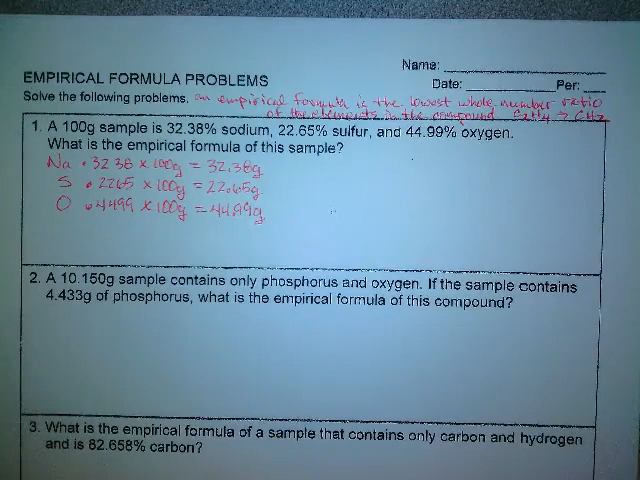 Name:
EMPIRICAL FORMULA PROBLEMS
Date: Per:
Solve the following problems. an empirical formula is the lowest whole number ratio
of the elements in the compound C2H4 → CH2
1. A 100g sample is 32.38% sodium, 22.65% sulfur, and 44.99% oxygen.
What is the empirical formula of this sample?
Na .3238 x 100g = 32.38g
S .2265 x 100g = 22.65g
O .4499 x 100g = 44.99g
2. A 10.150g sample contains only phosphorus and oxygen. If the sample contains
4.433g of phosphorus, what is the empirical formula of this compound?
3. What is the empirical formula of a sample that contains only carbon and hydrogen
and is 82.658% carbon?